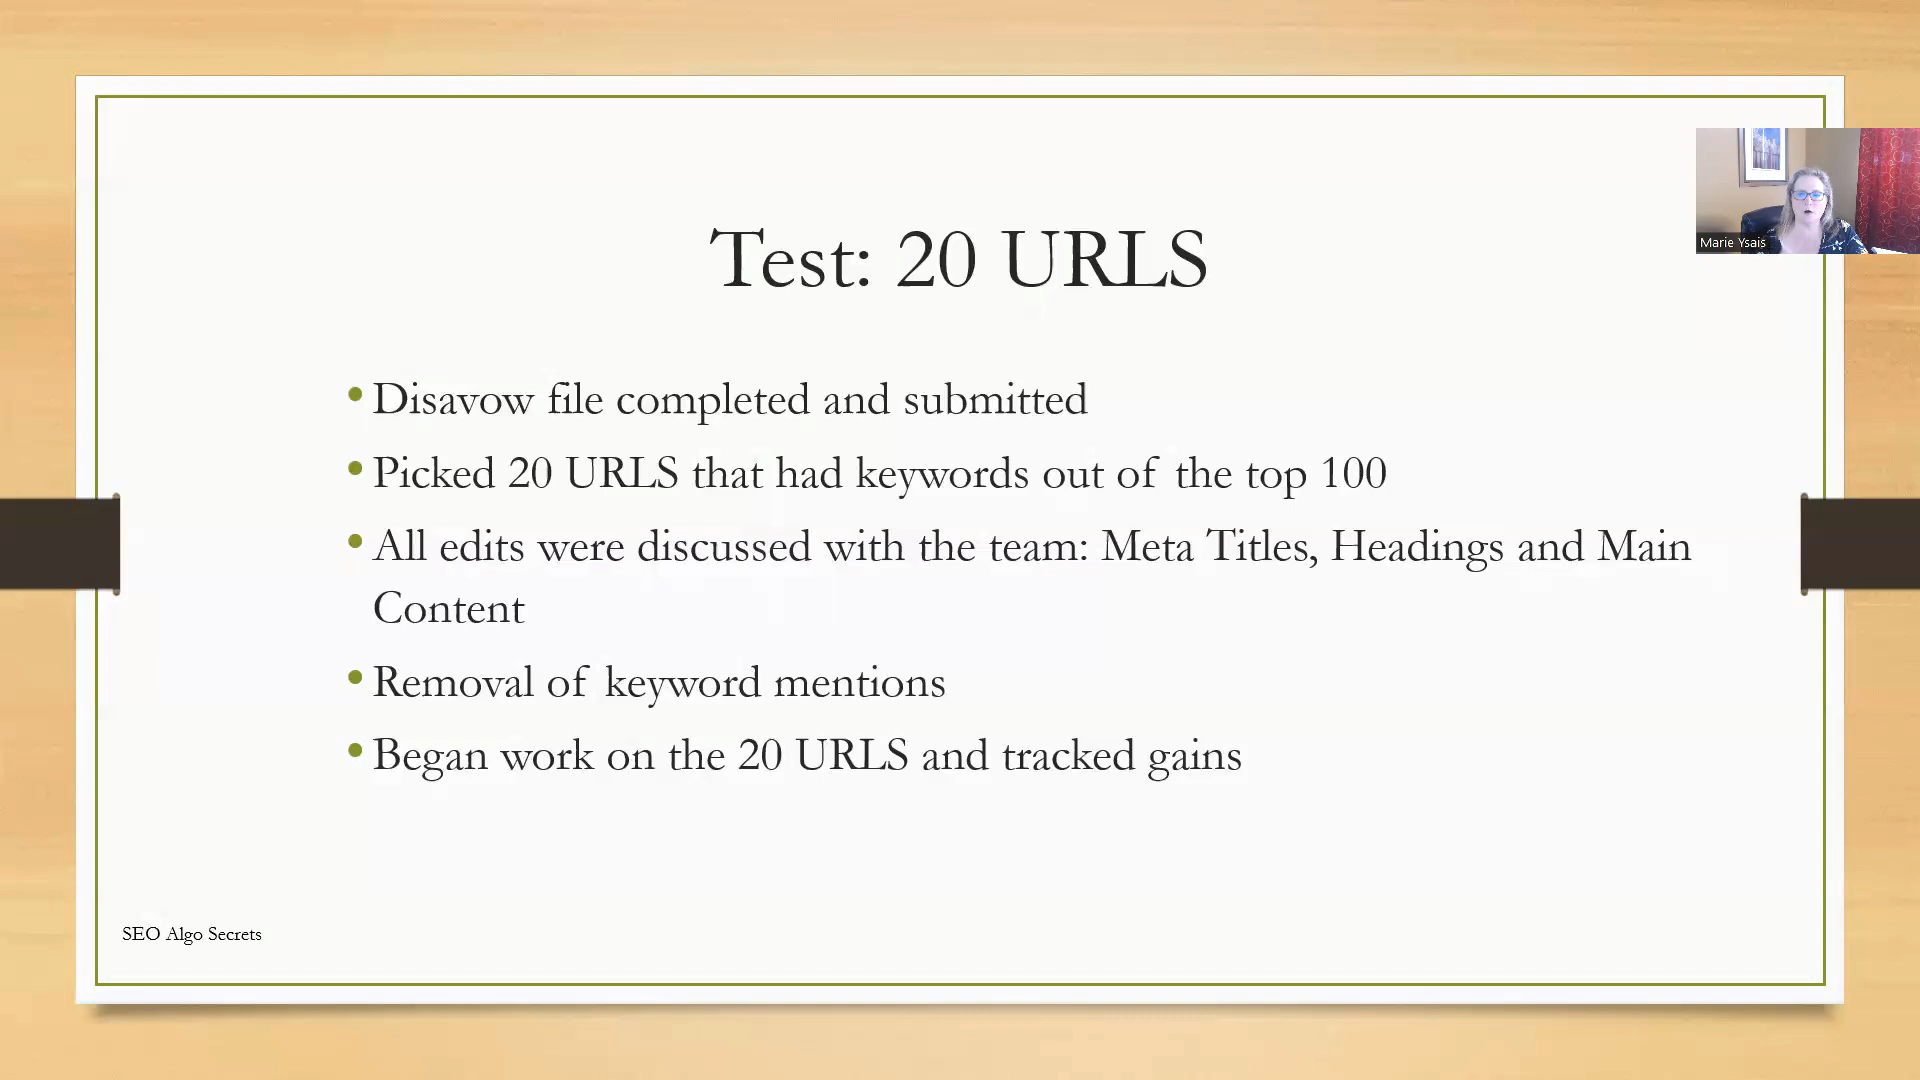 Test: 20 URLS
Marie Ysais
• Disavow file completed and submitted
• Picked 20 URLS that had keywords out of the top 100
• All edits were discussed with the team: Meta Titles, Headings and Main
Content
• Removal of keyword mentions
• Began work on the 20 URLS and tracked gains
SEO Algo Secrets